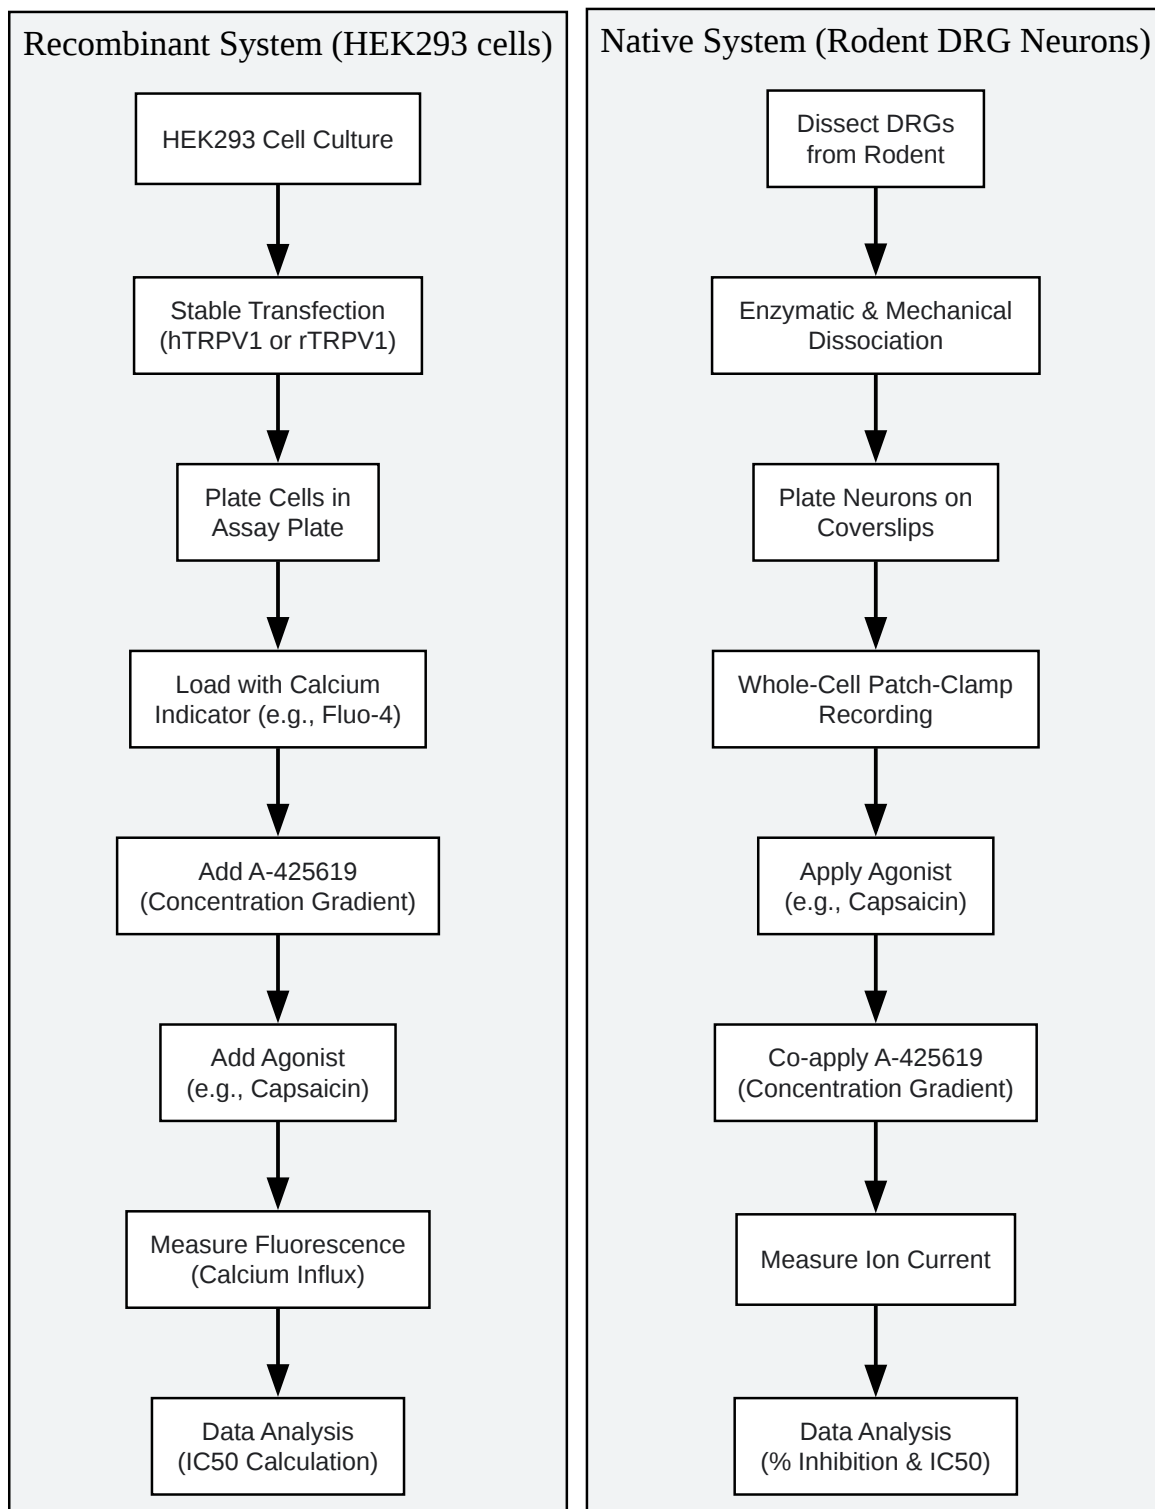 Recombinant System (HEK293 cells)
HEK293 Cell Culture
Stable Transfection
(hTRPV1 or rTRPV1)
Plate Cells in
Assay Plate
Load with Calcium
Indicator (e.g., Fluo-4)
Add A-425619
(Concentration Gradient)
Add Agonist
(e.g., Capsaicin)
Measure Fluorescence
(Calcium Influx)
Data Analysis
(IC50 Calculation)
Native System (Rodent DRG Neurons)
Dissect DRGs
from Rodent
Enzymatic & Mechanical
Dissociation
Plate Neurons on
Coverslips
Whole-Cell Patch-Clamp
Recording
Apply Agonist
(e.g., Capsaicin)
Co-apply A-425619
(Concentration Gradient)
Measure Ion Current
Data Analysis
(% Inhibition & IC50)